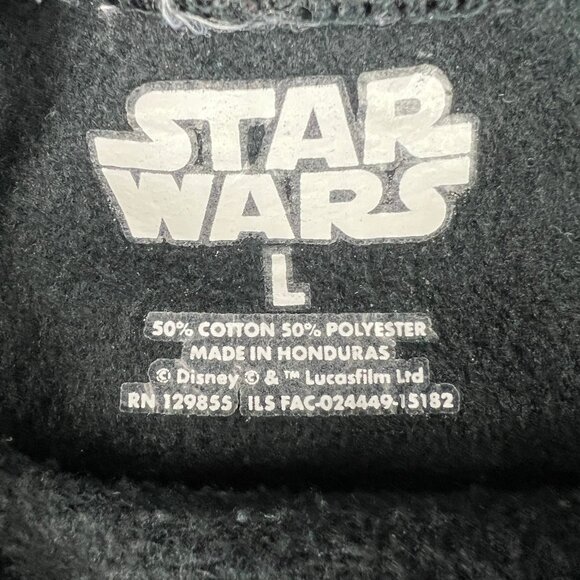 STAR
WARS
L
50% COTTON 50% POLYESTER
MADE IN HONDURAS
© Disney © & ™ Lucasfilm Ltd
RN 129855 ILS FAC-024449-15182